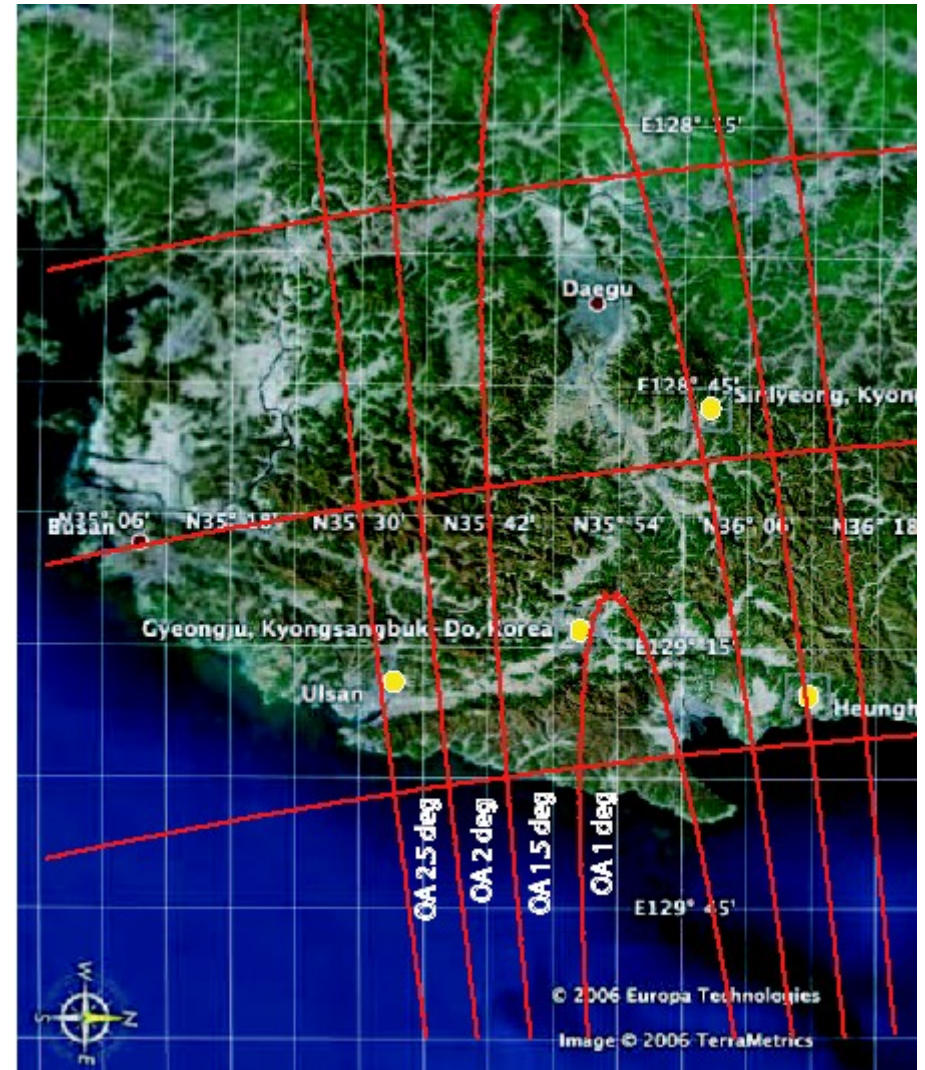 E128° 15'
Daegu
E128° 45'
Sinlyeong, Kyong
Busan
N35° 06'
N35° 18'
N35° 30'
N35° 42'
N35° 54'
N36° 06'
N36° 18
Gyeongju, Kyongsangbuk-Do, Korea
E129° 15'
Ulsan
Heungh
OA 2.5 deg
OA 2 deg
OA 1.5 deg
OA 1 deg
E129° 45'
© 2006 Europa Technologies
Image © 2006 TerraMetrics
W
S
N
E